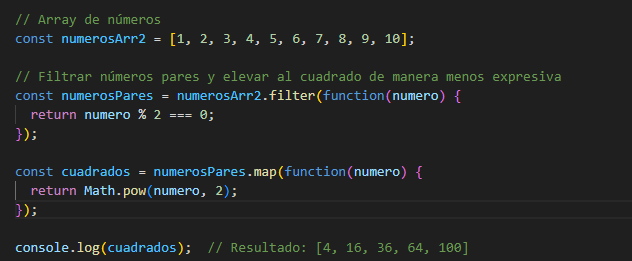 // Array de números
const numerosArr2 = [1, 2, 3, 4, 5, 6, 7, 8, 9, 10];
// Filtrar números pares y elevar al cuadrado de manera menos expresiva
const numerosPares = numerosArr2.filter(function(numero) {
  return numero % 2 === 0;
});
const cuadrados = numerosPares.map(function(numero) {
  return Math.pow(numero, 2);
});
console.log(cuadrados);  // Resultado: [4, 16, 36, 64, 100]